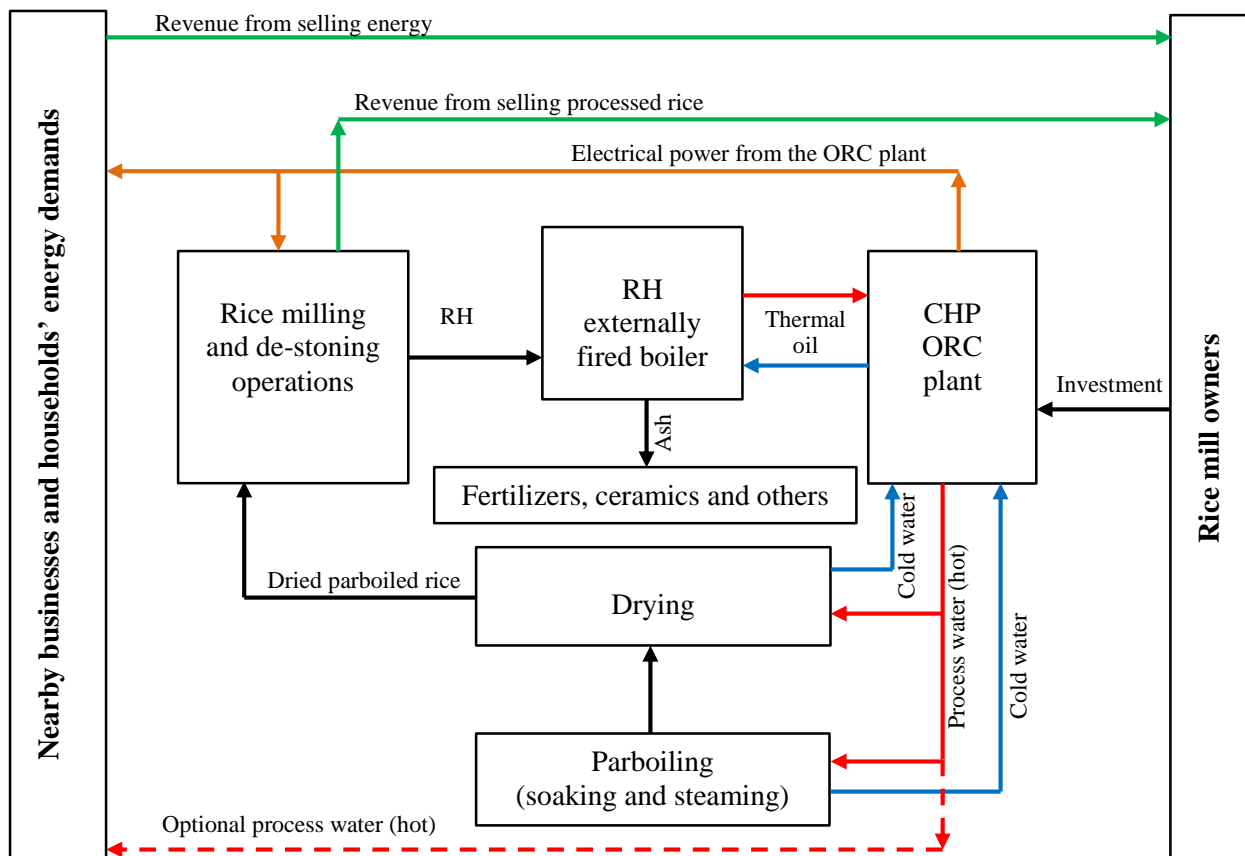 Revenue from selling energy
Revenue from selling processed rice
Electrical power from the ORC plant
Nearby businesses and households’ energy demands
Rice milling
and de-stoning
operations
RH
RH
externally
fired boiler
Thermal
oil
CHP
ORC
plant
Investment
Rice mill owners
Ash
Fertilizers, ceramics and others
Dried parboiled rice
Drying
Cold water
Process water (hot)
Cold water
Parboiling
(soaking and steaming)
Optional process water (hot)